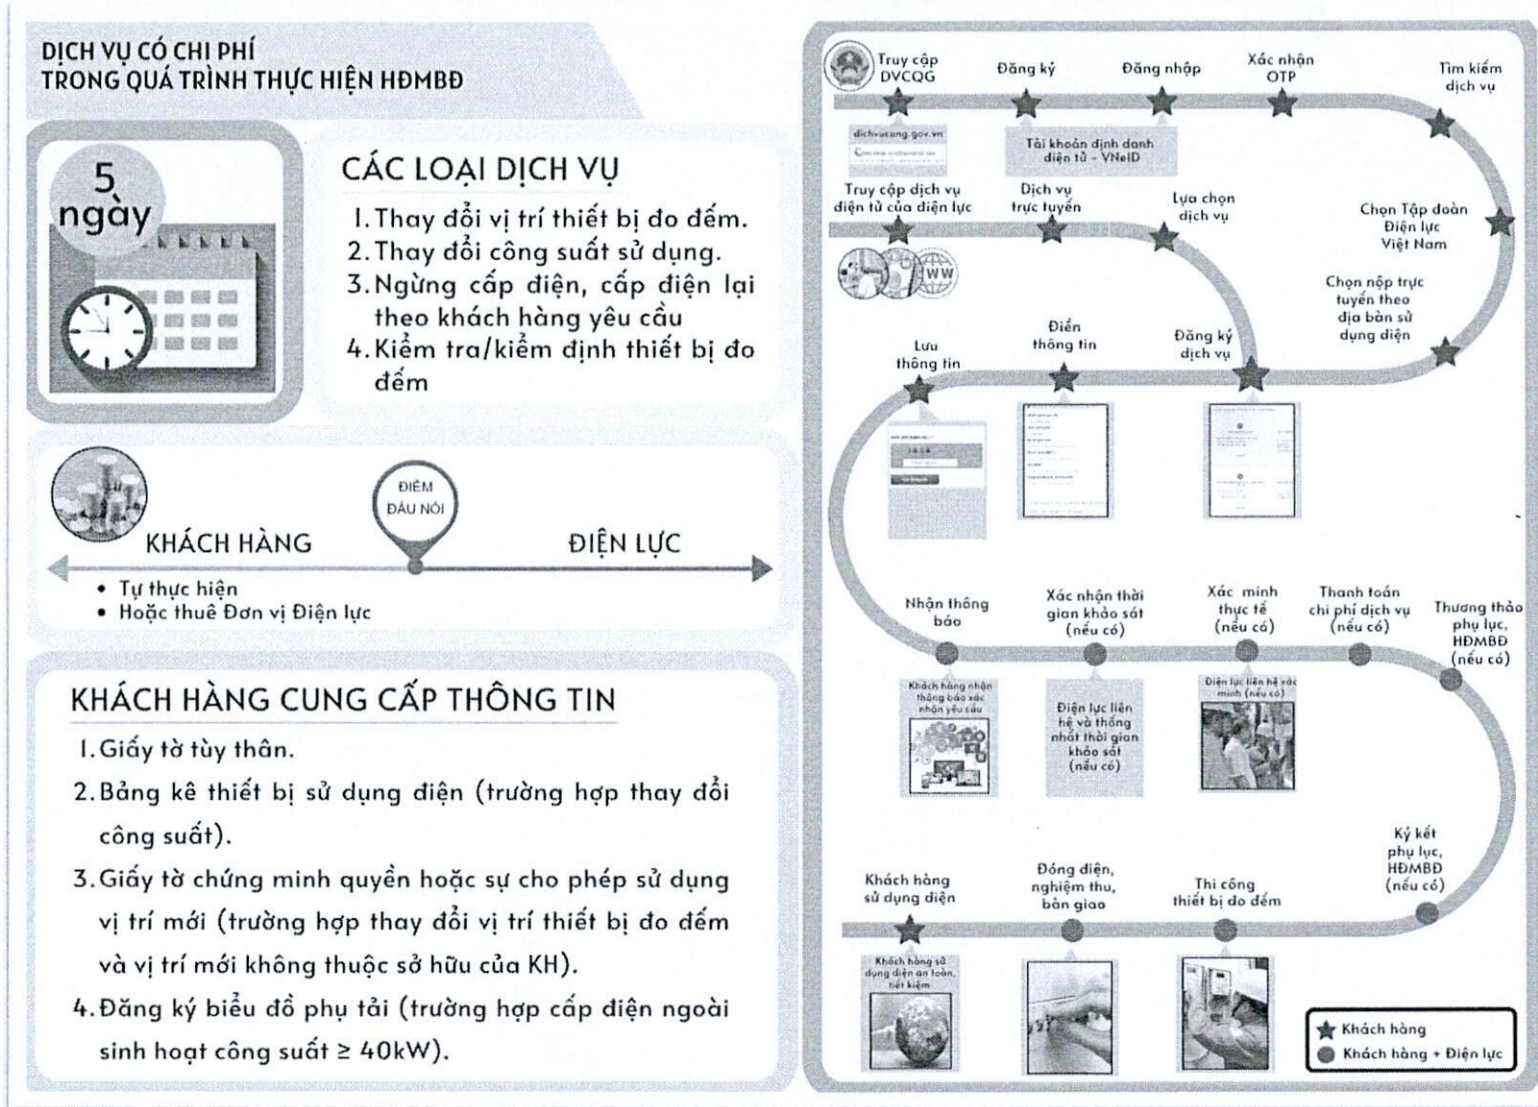 DỊCH VỤ CÓ CHI PHÍ
TRONG QUÁ TRÌNH THỰC HIỆN HĐMBĐ
5
ngày
CÁC LOẠI DỊCH VỤ
1. Thay đổi vị trí thiết bị đo đếm.
2. Thay đổi công suất sử dụng.
3. Ngừng cấp điện, cấp điện lại
theo khách hàng yêu cầu
4. Kiểm tra/kiểm định thiết bị đo
đếm
ĐIỂM
ĐẤU NỐI
KHÁCH HÀNG
ĐIỆN LỰC
• Tự thực hiện
• Hoặc thuê Đơn vị Điện lực
KHÁCH HÀNG CUNG CẤP THÔNG TIN
1. Giấy tờ tùy thân.
2. Bảng kê thiết bị sử dụng điện (trường hợp thay đổi
công suất).
3. Giấy tờ chứng minh quyền hoặc sự cho phép sử dụng
vị trí mới (trường hợp thay đổi vị trí thiết bị đo đếm
và vị trí mới không thuộc sở hữu của KH).
4. Đăng ký biểu đồ phụ tải (trường hợp cấp điện ngoài
sinh hoạt công suất ≥ 40kW).
Truy cập
DVCQG
Đăng ký
Đăng nhập
Xác nhận
OTP
Tìm kiếm
dịch vụ
dichvucong.gov.vn
Tài khoản định danh
điện tử - VNeID
Truy cập dịch vụ
điện tử của điện lực
Dịch vụ
trực tuyến
Lựa chọn
dịch vụ
Chọn Tập đoàn
Điện lực
Việt Nam
WW
Chọn nộp trực
tuyến theo
địa bàn sử
dụng điện
Lưu
thông tin
Điền
thông tin
Đăng ký
dịch vụ
Nhận thông
báo
Xác nhận thời
gian khảo sát
(nếu có)
Xác minh
thực tế
(nếu có)
Thanh toán
chi phí dịch vụ
(nếu có)
Thương thảo
phụ lục,
HĐMBĐ
(nếu có)
Khách hàng nhận
thông báo xác
nhận yêu cầu
Điện lực liên
hệ và thống
nhất thời gian
khảo sát
(nếu có)
Điện lực liên hệ xác
minh (nếu có)
Khách hàng
sử dụng điện
Đóng điện,
nghiệm thu,
bàn giao
Thi công
thiết bị đo đếm
Ký kết
phụ lục,
HĐMBĐ
(nếu có)
Khách hàng sử
dụng điện an toàn,
tiết kiệm
Khách hàng
Khách hàng + Điện lực